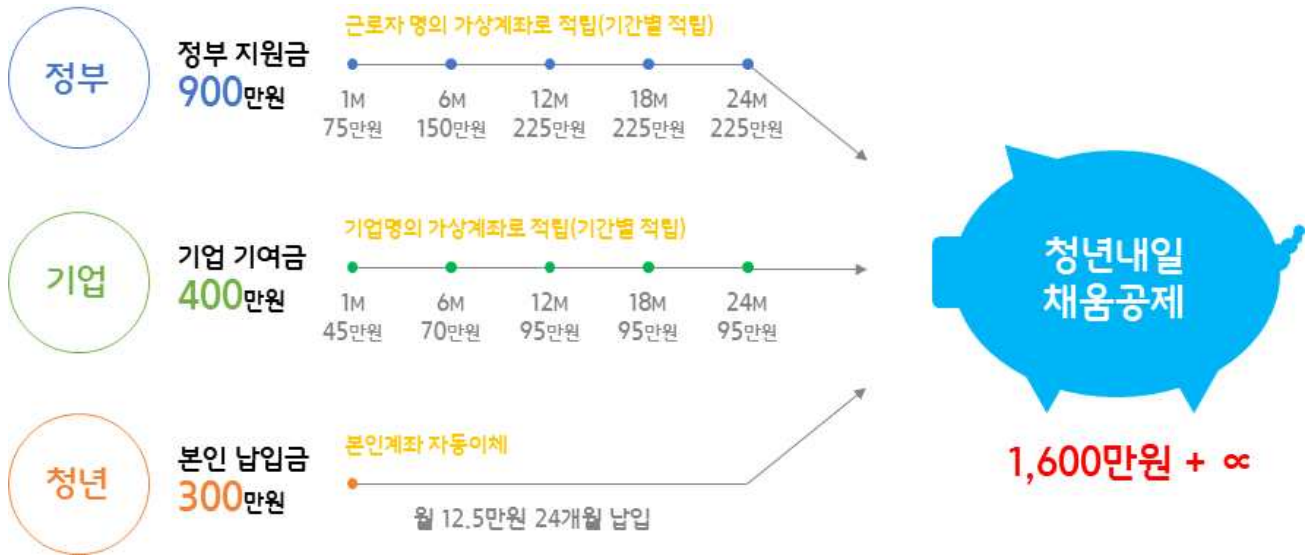 정부
정부 지원금
900만원
근로자 명의 가상계좌로 적립(기간별 적립)
1M 6M 12M 18M 24M
75만원 150만원 225만원 225만원 225만원
기업
기업 기여금
400만원
기업명의 가상계좌로 적립(기간별 적립)
1M 6M 12M 18M 24M
45만원 70만원 95만원 95만원 95만원
청년
본인 납입금
300만원
본인계좌 자동이체
월 12.5만원 24개월 납입
청년내일
채움공제
1,600만원 + ∝